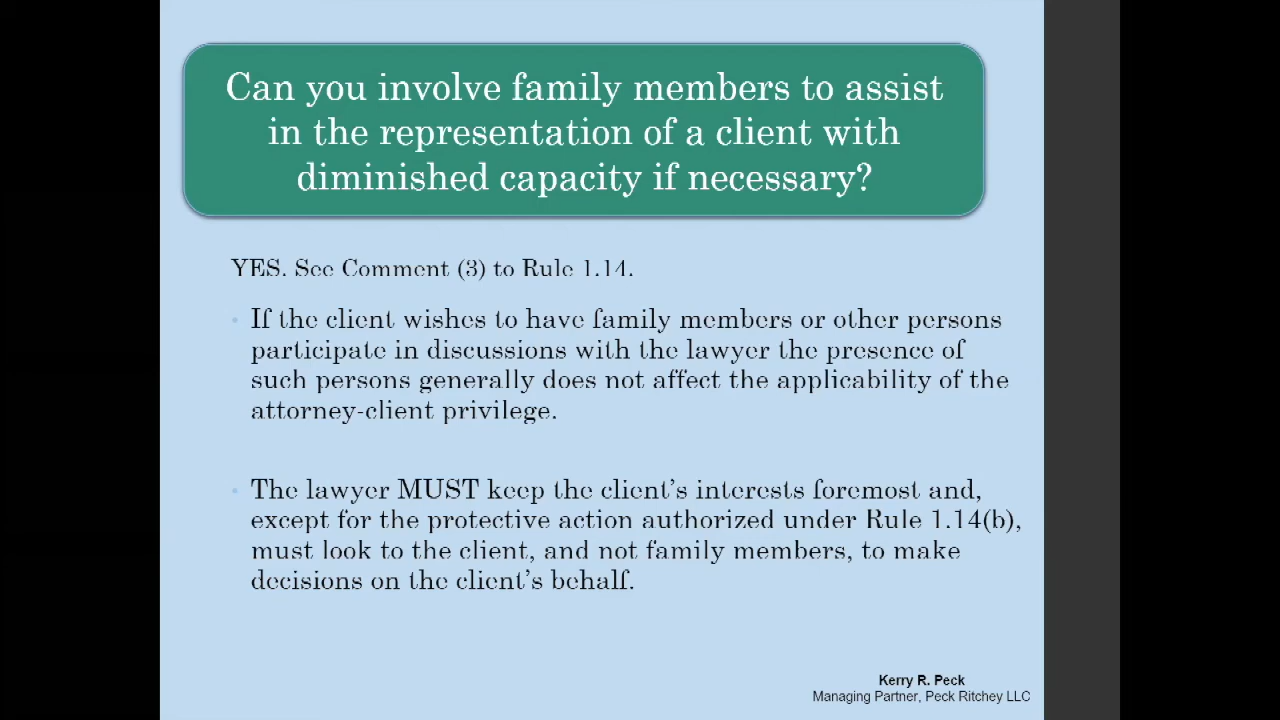 Can you involve family members to assist
in the representation of a client with
diminished capacity if necessary?
YES. See Comment (3) to Rule 1.14.
• If the client wishes to have family members or other persons
participate in discussions with the lawyer the presence of
such persons generally does not affect the applicability of the
attorney-client privilege.
• The lawyer MUST keep the client's interests foremost and,
except for the protective action authorized under Rule 1.14(b),
must look to the client, and not family members, to make
decisions on the client's behalf.
Kerry R. Peck
Managing Partner, Peck Ritchey LLC